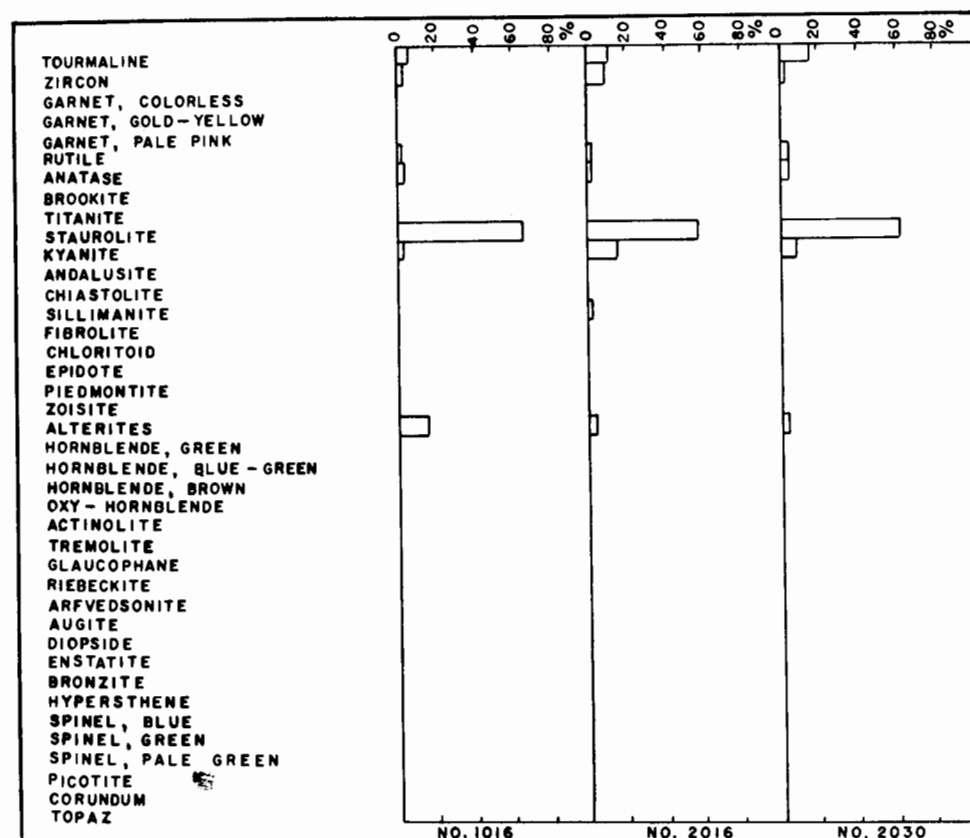 0 20 40 60 80 % 0 20 40 60 80 % 0 20 40 60 80 %
TOURMALINE
ZIRCON
GARNET, COLORLESS
GARNET, GOLD-YELLOW
GARNET, PALE PINK
RUTILE
ANATASE
BROOKITE
TITANITE
STAUROLITE
KYANITE
ANDALUSITE
CHIASTOLITE
SILLIMANITE
FIBROLITE
CHLORITOID
EPIDOTE
PIEDMONTITE
ZOISITE
ALTERITES
HORNBLENDE, GREEN
HORNBLENDE, BLUE-GREEN
HORNBLENDE, BROWN
OXY-HORNBLENDE
ACTINOLITE
TREMOLITE
GLAUCOPHANE
RIEBECKITE
ARFVEDSONITE
AUGITE
DIOPSIDE
ENSTATITE
BRONZITE
HYPERSTHENE
SPINEL, BLUE
SPINEL, GREEN
SPINEL, PALE GREEN
PICOTITE
CORUNDUM
TOPAZ
NO. 1016 NO. 2016 NO. 2030